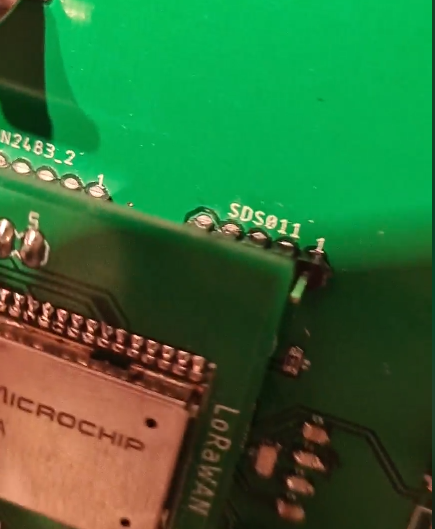 N2483_2
1
SDS011
1
5
MICROCHIP
A
LoRaWAN